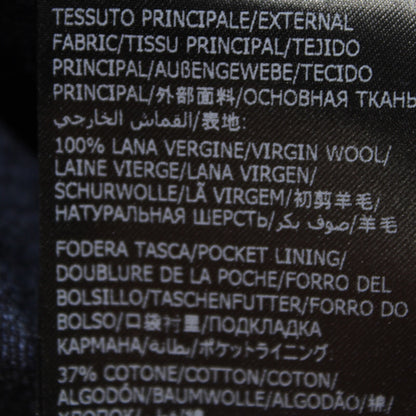 TESSUTO PRINCIPALE/EXTERNAL
FABRIC/TISSU PRINCIPAL/TEJIDO
PRINCIPAL/AUßENGEWEBE/TECIDO
PRINCIPAL/外部面料/ОСНОВНАЯ ТКАНЬ
القماش الخارجي/表地:
100% LANA VERGINE/VIRGIN WOOL/
LAINE VIERGE/LANA VIRGEN/
SCHURWOLLE/LÃ VIRGEM/初剪羊毛/
НАТУРАЛЬНАЯ ШЕРСТЬ/صوف بكر/羊毛
FODERA TASCA/POCKET LINING/
DOUBLURE DE LA POCHE/FORRO DEL
BOLSILLO/TASCHENFUTTER/FORRO DO
BOLSO/口袋衬里/ПОДКЛАДКА
КАРМАНА/بطانة/ポケットライニング:
37% COTONE/COTTON/COTON/
ALGODÓN/BAUMWOLLE/ALGODÃO/棉/
ХЛОПОК/